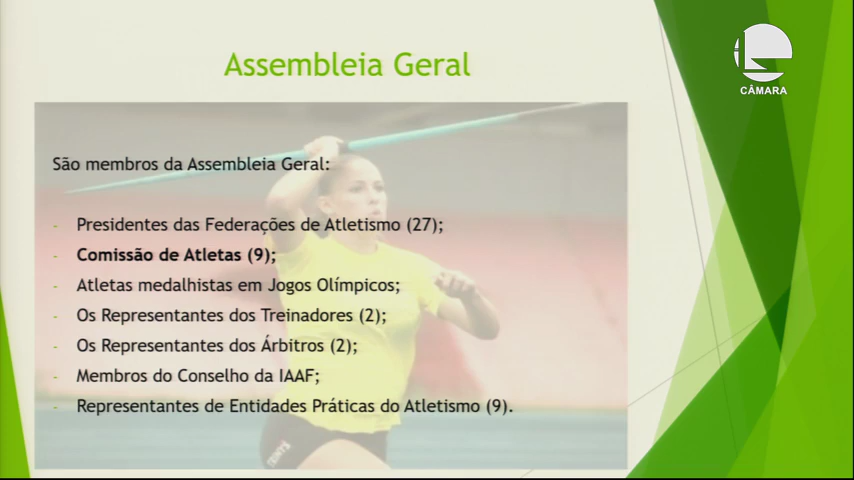 Assembleia Geral
CÂMARA
São membros da Assembleia Geral:
- Presidentes das Federações de Atletismo (27);
- Comissão de Atletas (9);
- Atletas medalhistas em Jogos Olímpicos;
- Os Representantes dos Treinadores (2);
- Os Representantes dos Árbitros (2);
- Membros do Conselho da IAAF;
- Representantes de Entidades Práticas do Atletismo (9).